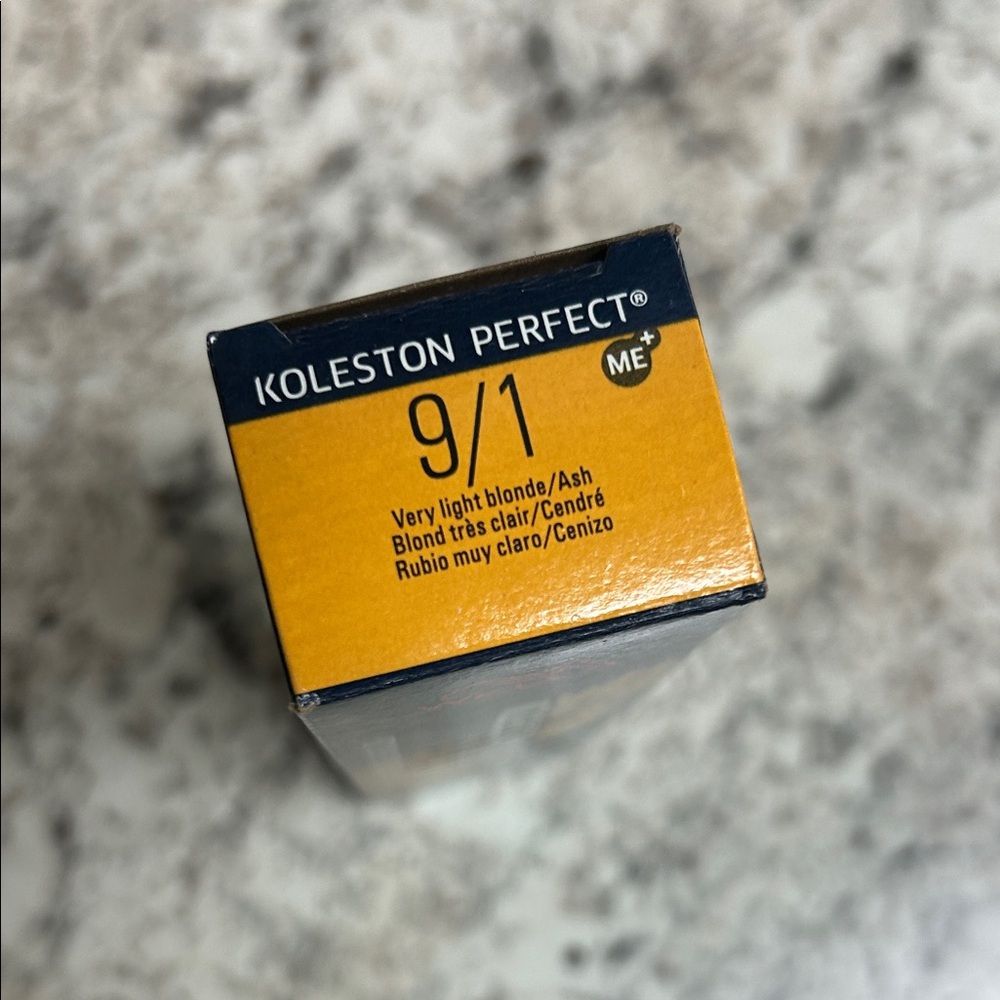 KOLESTON PERFECT®
ME+
9/1
Very light blonde/Ash
Blond très clair/Cendré
Rubio muy claro/Cenizo